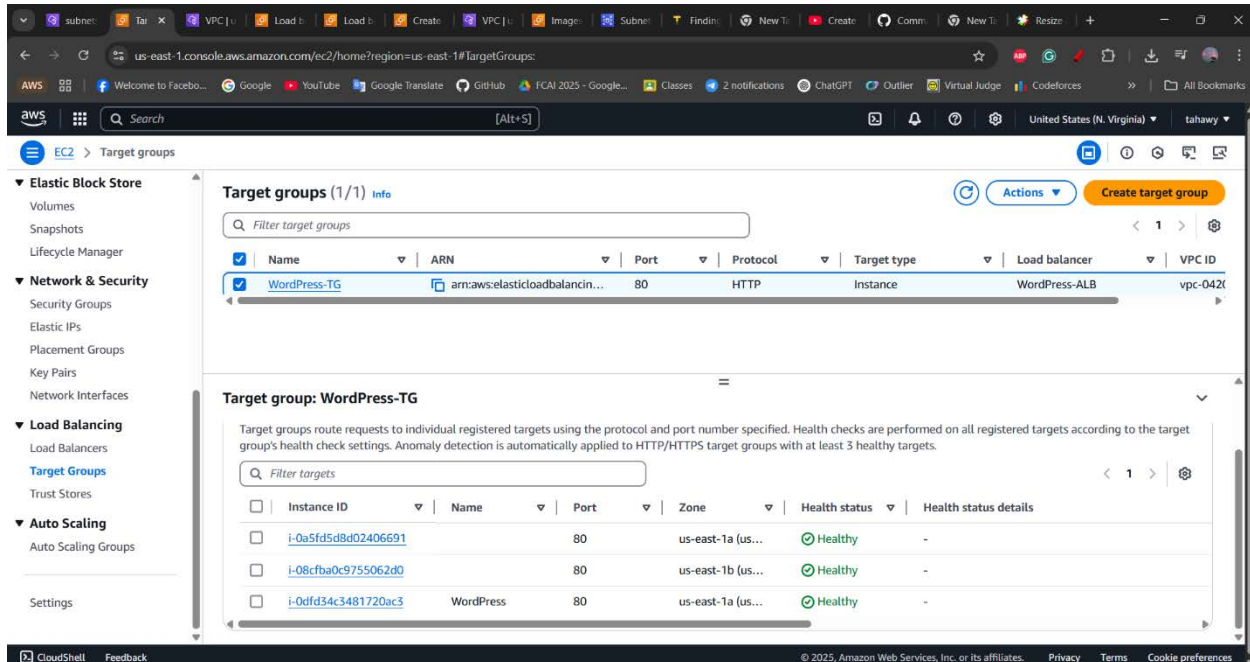 subnet
Tar
VPC | u
Load b
Load b
Create
VPC | u
Image
Subne
Findin
New Ta
Create
Comm
New Te
Resize
us-east-1.console.aws.amazon.com/ec2/home?region=us-east-1#TargetGroups:
AWS Welcome to Facebo... Google YouTube Google Translate GitHub FCAI 2025 - Google... Classes 2 notifications ChatGPT Outlier Virtual Judge Codeforces » All Bookmarks
aws Search [Alt+S] United States (N. Virginia) tahawy
EC2 > Target groups
Elastic Block Store
Volumes
Snapshots
Lifecycle Manager
Network & Security
Security Groups
Elastic IPs
Placement Groups
Key Pairs
Network Interfaces
Load Balancing
Load Balancers
Target Groups
Trust Stores
Auto Scaling
Auto Scaling Groups
Settings
Target groups (1/1) Info Actions Create target group
Filter target groups 1
Name ARN Port Protocol Target type Load balancer VPC ID
WordPress-TG arn:aws:elasticloadbalancin... 80 HTTP Instance WordPress-ALB vpc-0420
Target group: WordPress-TG
Target groups route requests to individual registered targets using the protocol and port number specified. Health checks are performed on all registered targets according to the target
group's health check settings. Anomaly detection is automatically applied to HTTP/HTTPS target groups with at least 3 healthy targets.
Filter targets 1
Instance ID Name Port Zone Health status Health status details
i-0a5fd5d8d02406691 80 us-east-1a (us... Healthy -
i-08cfba0c9755062d0 80 us-east-1b (us... Healthy -
i-0dfd34c3481720ac3 WordPress 80 us-east-1a (us... Healthy -
CloudShell Feedback © 2025, Amazon Web Services, Inc. or its affiliates. Privacy Terms Cookie preferences